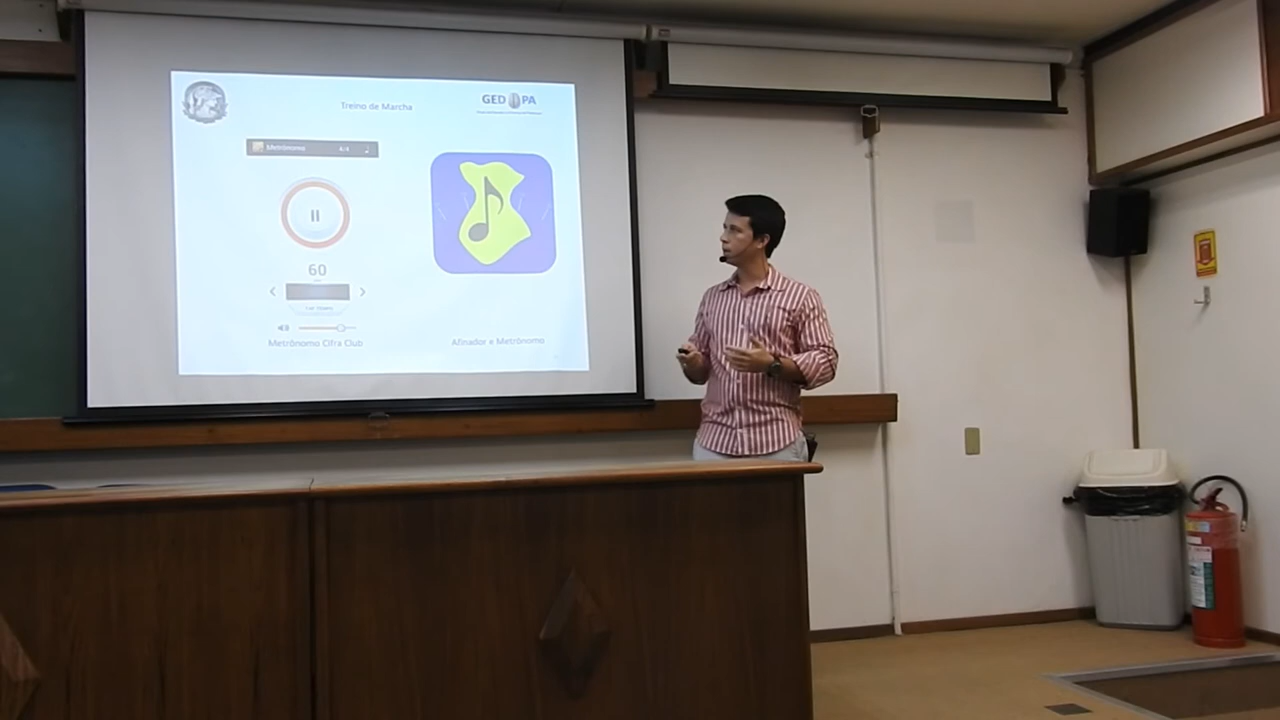 Treino de Marcha
GED PA
Metrônomo 4/4
60
Metrônomo Cifra Club
Afinador e Metrônomo